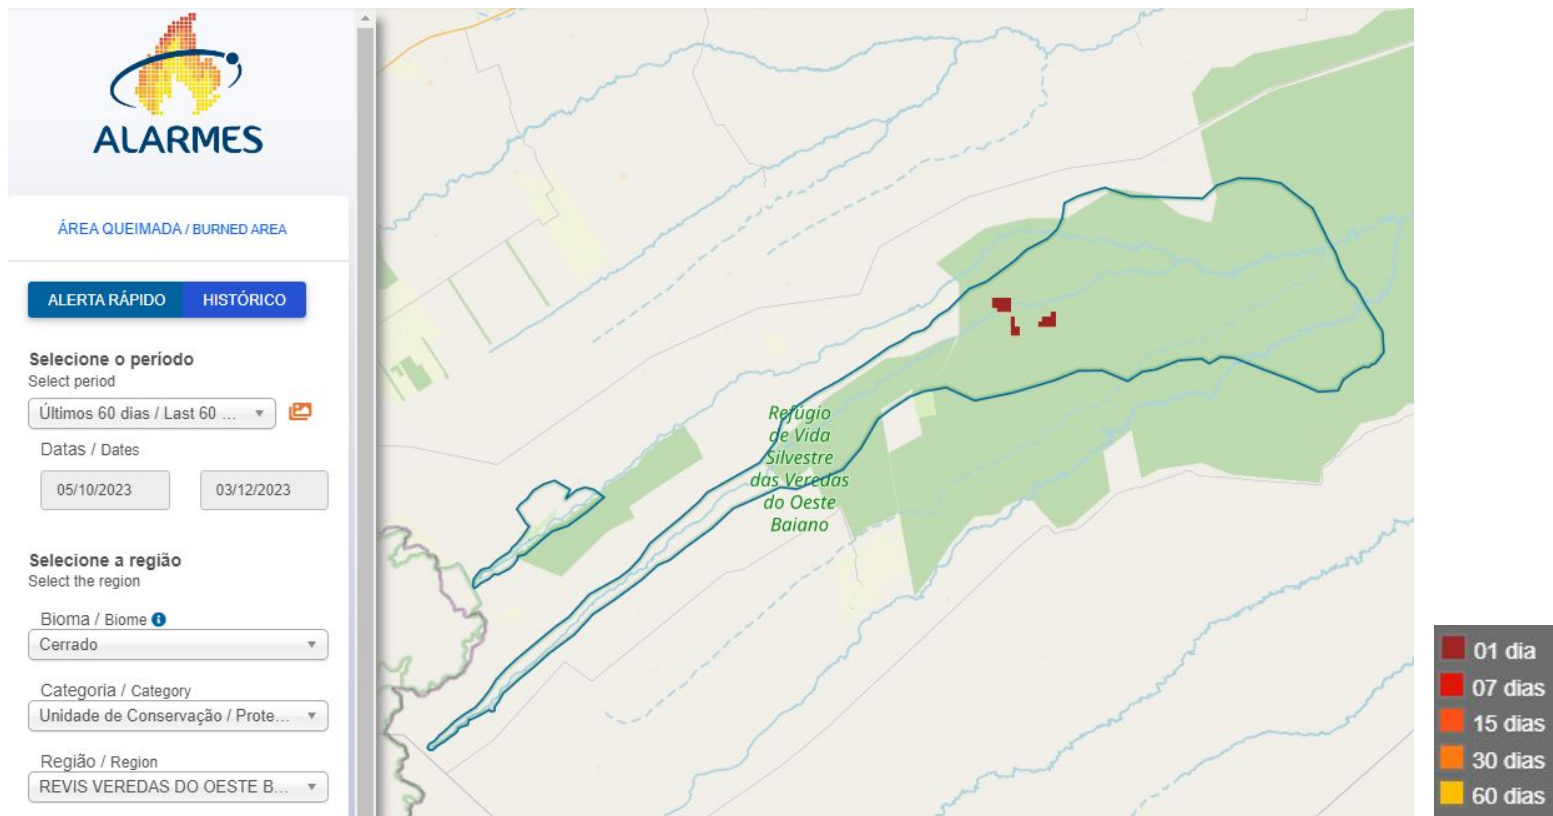 ALARMES
ÁREA QUEIMADA / BURNED AREA
ALERTA RÁPIDO
HISTÓRICO
Selecione o período
Select period
Últimos 60 dias / Last 60 ...
Datas / Dates
05/10/2023
03/12/2023
Selecione a região
Select the region
Bioma / Biome
Cerrado
Categoria / Category
Unidade de Conservação / Prote...
Região / Region
REVIS VEREDAS DO OESTE B...
Refúgio
de Vida
Silvestre
das Veredas
do Oeste
Baiano
01 dia
07 dias
15 dias
30 dias
60 dias